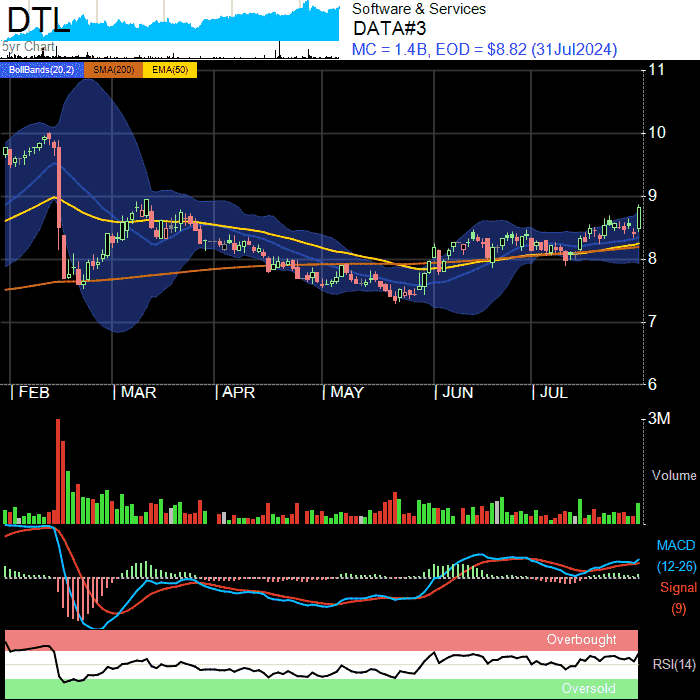 DTL
5yr Chart
Software & Services
DATA#3
MC = 1.4B, EOD = $8.82 (31Jul2024)
BollBands(20,2) SMA(200) EMA(50)
11
10
9
8
7
6
FEB MAR APR MAY JUN JUL
3M
Volume
MACD
(12-26)
Signal
(9)
Overbought
RSI(14)
Oversold